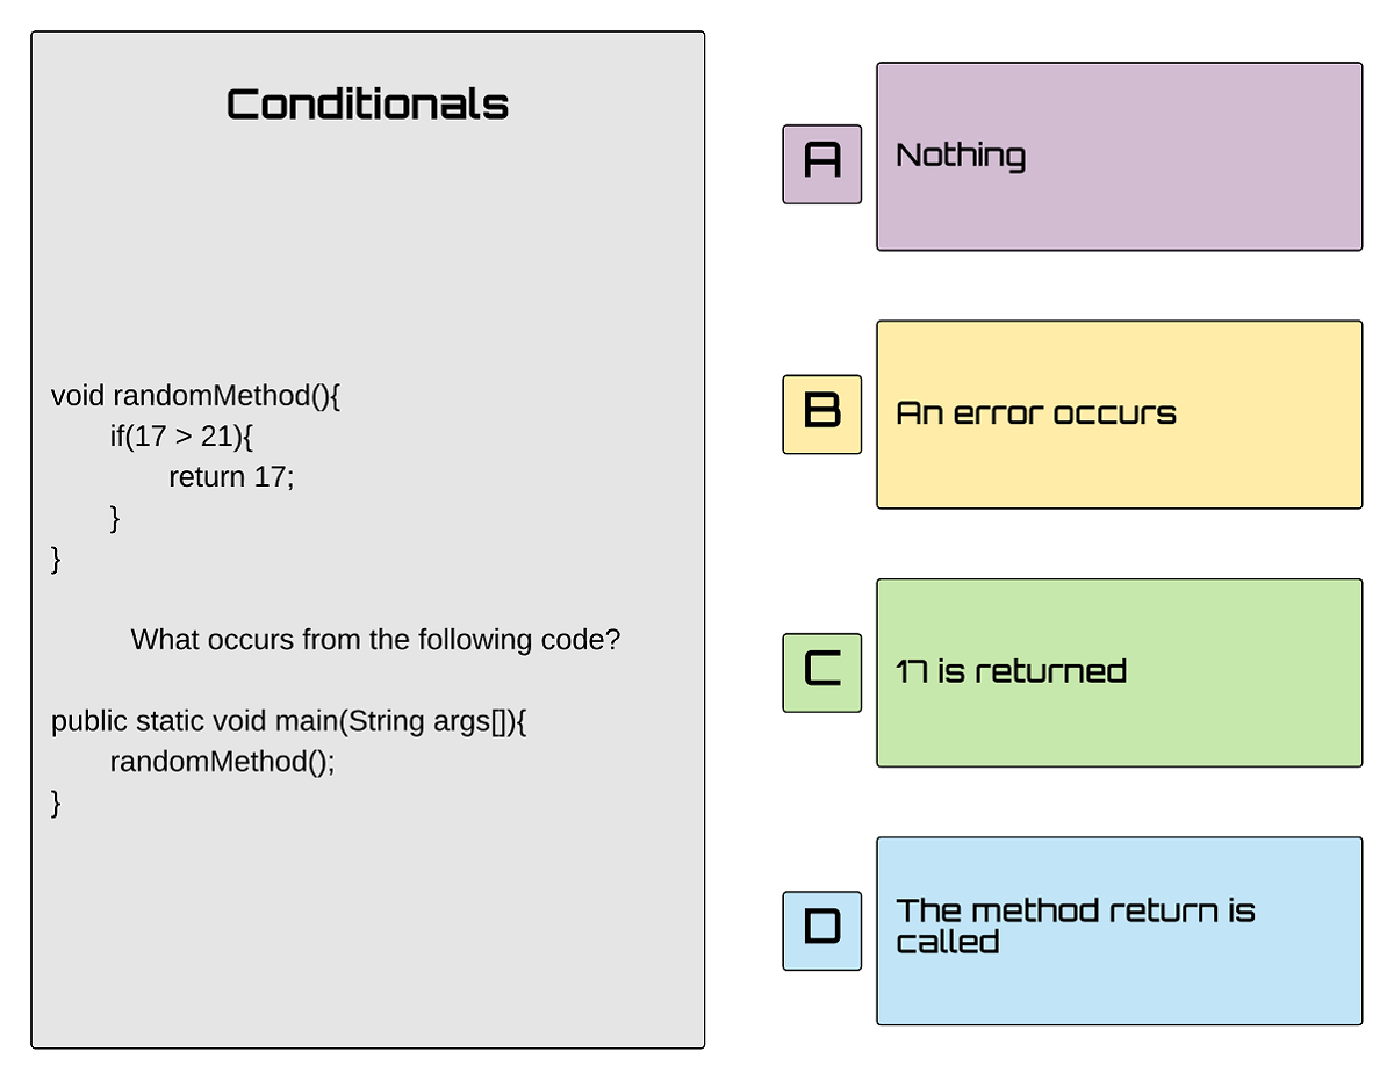 Conditionals
void randomMethod(){
if(17 > 21){
return 17;
}
}
What occurs from the following code?
public static void main(String args[]){
randomMethod();
}
A
Nothing
B
An error occurs
C
17 is returned
D
The method return is
called